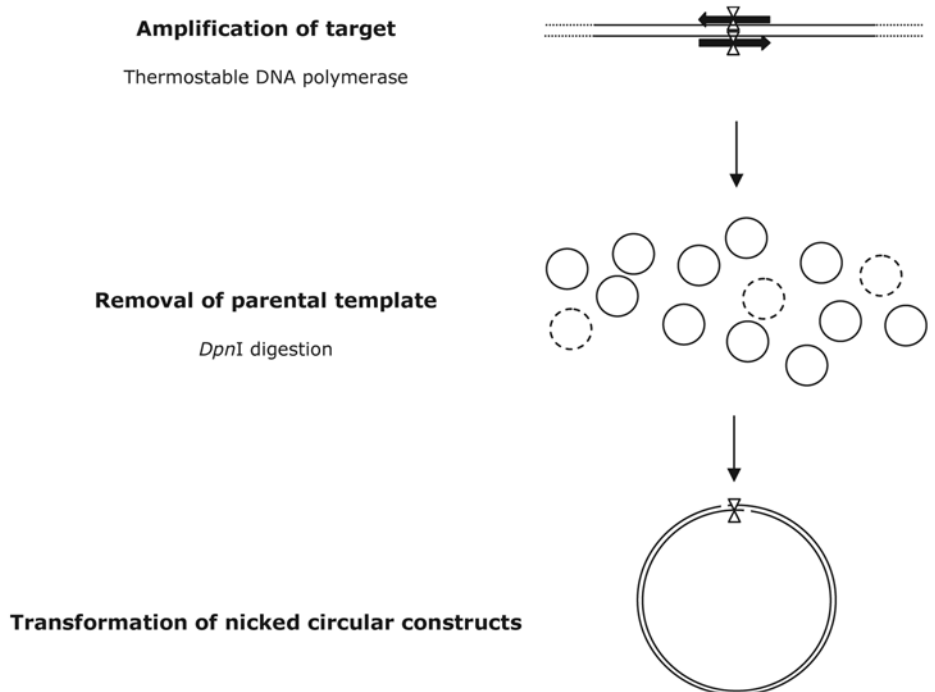 Amplification of target
Thermostable DNA polymerase
Removal of parental template
DpnI digestion
Transformation of nicked circular constructs